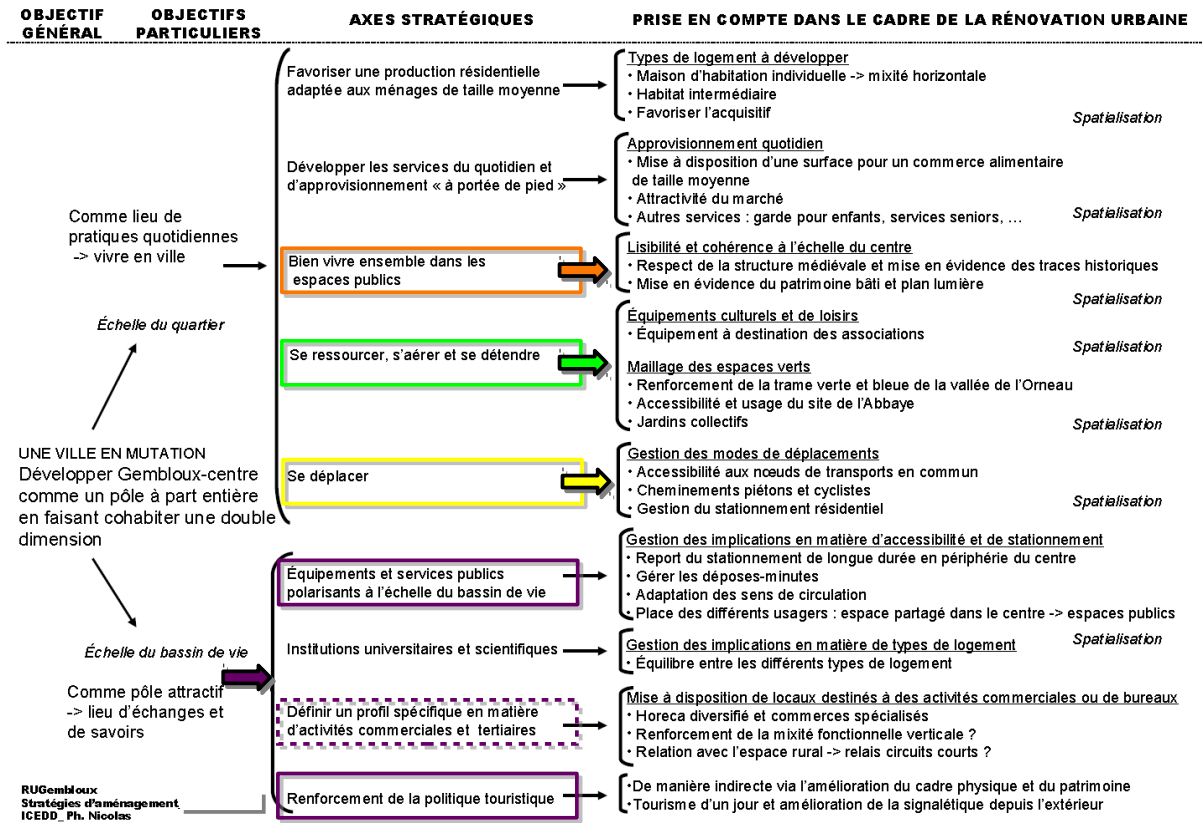 OBJECTIF
GÉNÉRAL
OBJECTIFS
PARTICULIERS
AXES STRATÉGIQUES
PRISE EN COMPTE DANS LE CADRE DE LA RÉNOVATION URBAINE
UNE VILLE EN MUTATION
Développer Gembloux-centre
comme un pôle à part entière
en faisant cohabiter une double
dimension
Comme lieu de
pratiques quotidiennes
-> vivre en ville
Échelle du quartier
Favoriser une production résidentielle
adaptée aux ménages de taille moyenne
Types de logement à développer
• Maison d'habitation individuelle -> mixité horizontale
• Habitat intermédiaire
• Favoriser l'acquisitif
Spatialisation
Développer les services du quotidien et
d'approvisionnement « à portée de pied »
Approvisionnement quotidien
• Mise à disposition d'une surface pour un commerce alimentaire
de taille moyenne
• Attractivité du marché
• Autres services : garde pour enfants, services seniors, …
Spatialisation
Bien vivre ensemble dans les
espaces publics
Lisibilité et cohérence à l'échelle du centre
• Respect de la structure médiévale et mise en évidence des traces historiques
• Mise en évidence du patrimoine bâti et plan lumière
Spatialisation
Se ressourcer, s'aérer et se détendre
Équipements culturels et de loisirs
• Équipement à destination des associations
Spatialisation
Maillage des espaces verts
• Renforcement de la trame verte et bleue de la vallée de l'Orneau
• Accessibilité et usage du site de l'Abbaye
• Jardins collectifs
Spatialisation
Se déplacer
Gestion des modes de déplacements
• Accessibilité aux nœuds de transports en commun
• Cheminements piétons et cyclistes
• Gestion du stationnement résidentiel
Spatialisation
Échelle du bassin de vie
Comme pôle attractif
-> lieu d'échanges et
de savoirs
Équipements et services publics
polarisants à l'échelle du bassin de vie
Gestion des implications en matière d'accessibilité et de stationnement
• Report du stationnement de longue durée en périphérie du centre
• Gérer les déposes-minutes
• Adaptation des sens de circulation
• Place des différents usagers : espace partagé dans le centre -> espaces publics
Spatialisation
Institutions universitaires et scientifiques
Gestion des implications en matière de types de logement
• Équilibre entre les différents types de logement
Définir un profil spécifique en matière
d'activités commerciales et tertiaires
Mise à disposition de locaux destinés à des activités commerciales ou de bureaux
• Horeca diversifié et commerces spécialisés
• Renforcement de la mixité fonctionnelle verticale ?
• Relation avec l'espace rural -> relais circuits courts ?
Renforcement de la politique touristique
• De manière indirecte via l'amélioration du cadre physique et du patrimoine
• Tourisme d'un jour et amélioration de la signalétique depuis l'extérieur
RUGembloux
Stratégies d'aménagement
ICEDD_ Ph. Nicolas